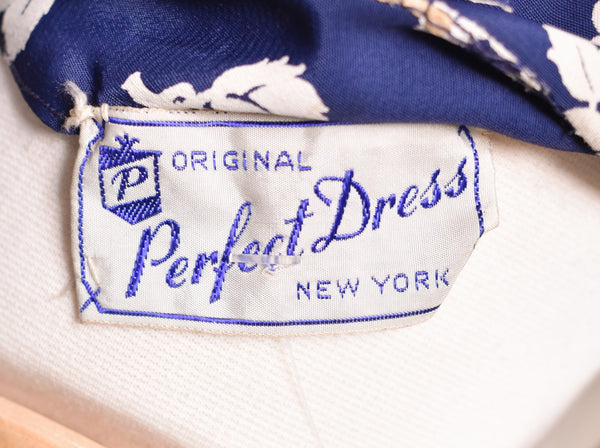 P
ORIGINAL
Perfect Dress
NEW YORK